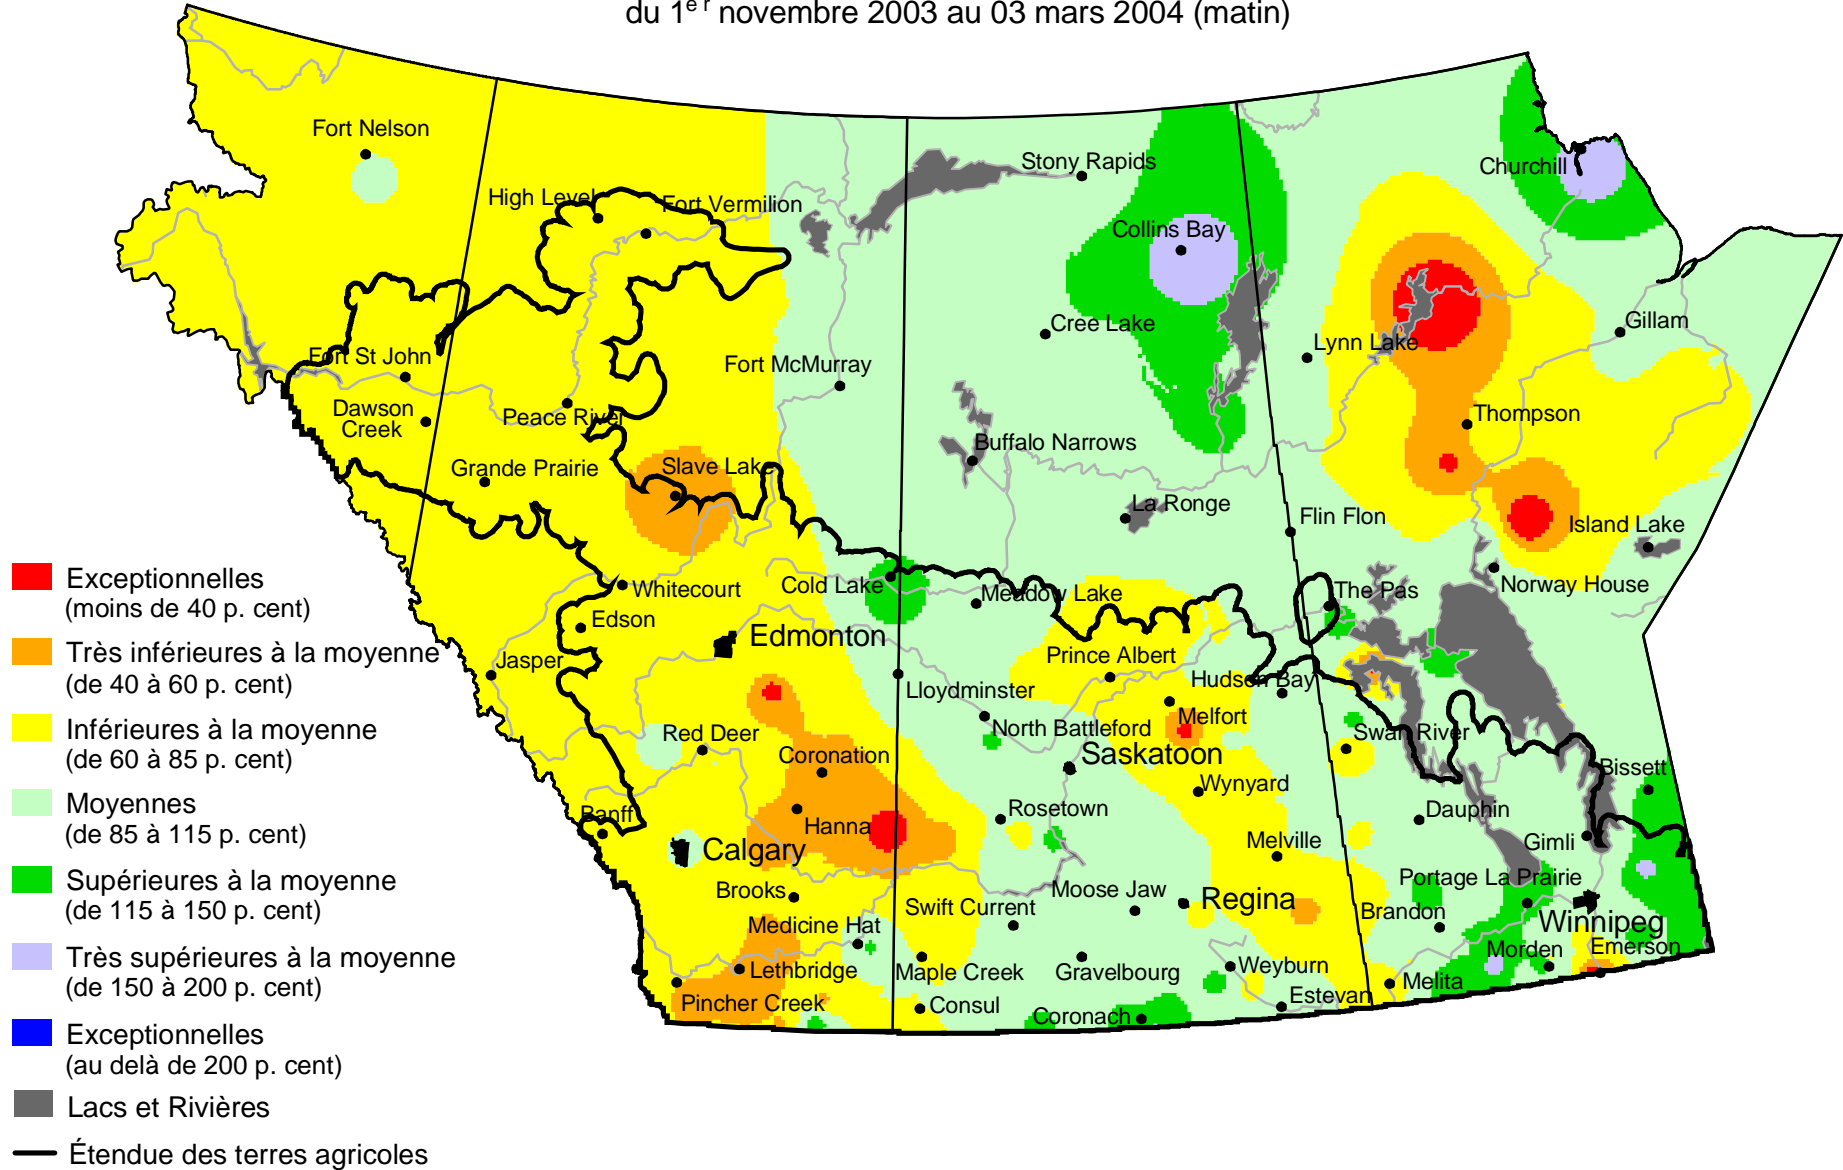 du 1er novembre 2003 au 03 mars 2004 (matin)
Fort Nelson
Stony Rapids
Churchill
High Level
Fort Vermilion
Collins Bay
Cree Lake
Gillam
Lynn Lake
Fort St John
Fort McMurray
Dawson
Creek
Peace River
Thompson
Buffalo Narrows
Grande Prairie
Slave Lake
La Ronge
Flin Flon
Island Lake
Norway House
Whitecourt
Cold Lake
Meadow Lake
The Pas
Edson
Edmonton
Jasper
Prince Albert
Lloydminster
Hudson Bay
Melfort
North Battleford
Red Deer
Swan River
Coronation
Saskatoon
Bissett
Wynyard
Banff
Hanna
Rosetown
Dauphin
Calgary
Melville
Gimli
Brooks
Moose Jaw
Regina
Portage La Prairie
Swift Current
Brandon
Winnipeg
Medicine Hat
Morden
Emerson
Lethbridge
Maple Creek
Gravelbourg
Weyburn
Melita
Pincher Creek
Consul
Coronach
Estevan
Exceptionnelles
(moins de 40 p. cent)
Très inférieures à la moyenne
(de 40 à 60 p. cent)
Inférieures à la moyenne
(de 60 à 85 p. cent)
Moyennes
(de 85 à 115 p. cent)
Supérieures à la moyenne
(de 115 à 150 p. cent)
Très supérieures à la moyenne
(de 150 à 200 p. cent)
Exceptionnelles
(au delà de 200 p. cent)
Lacs et Rivières
Étendue des terres agricoles